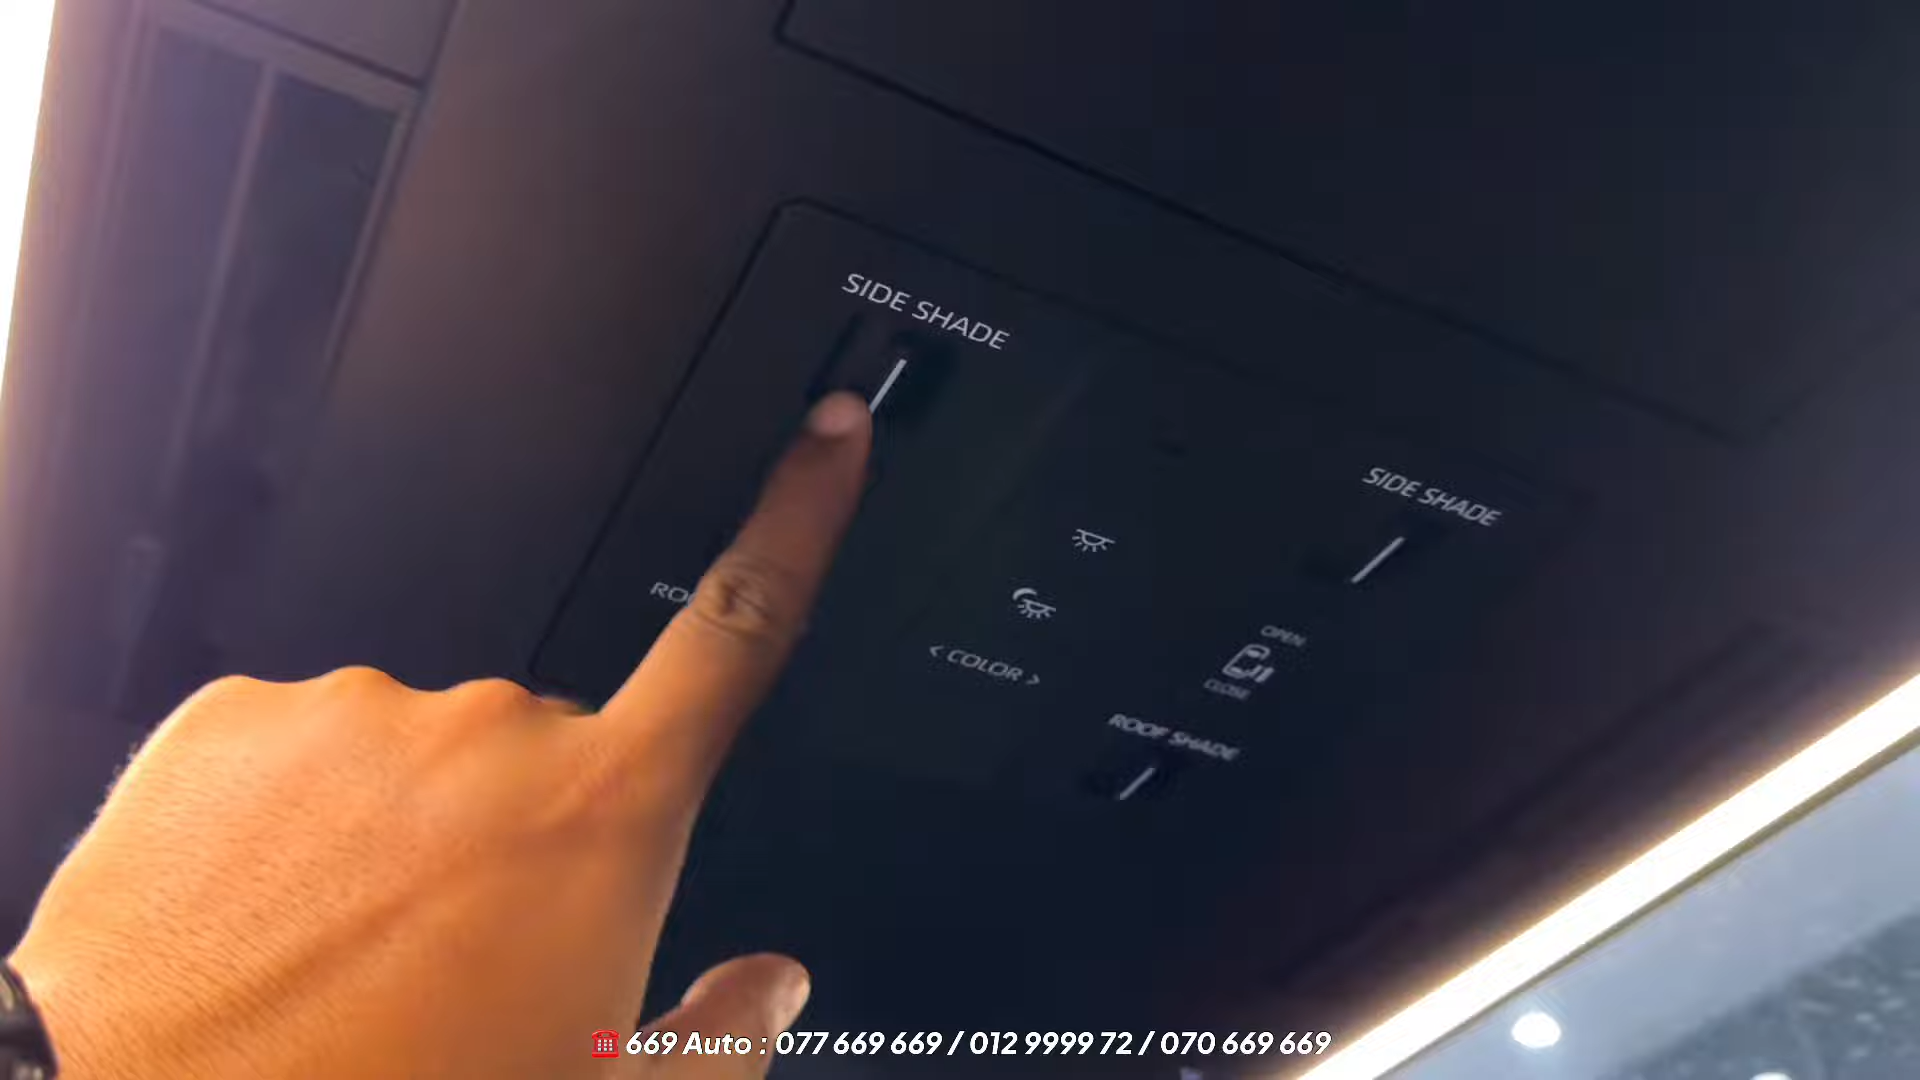 SIDE SHADE
SIDE SHADE
OPEN
CLOSE
< COLOR >
ROOF SHADE
☎️ 669 Auto : 077 669 669 / 012 9999 72 / 070 669 669